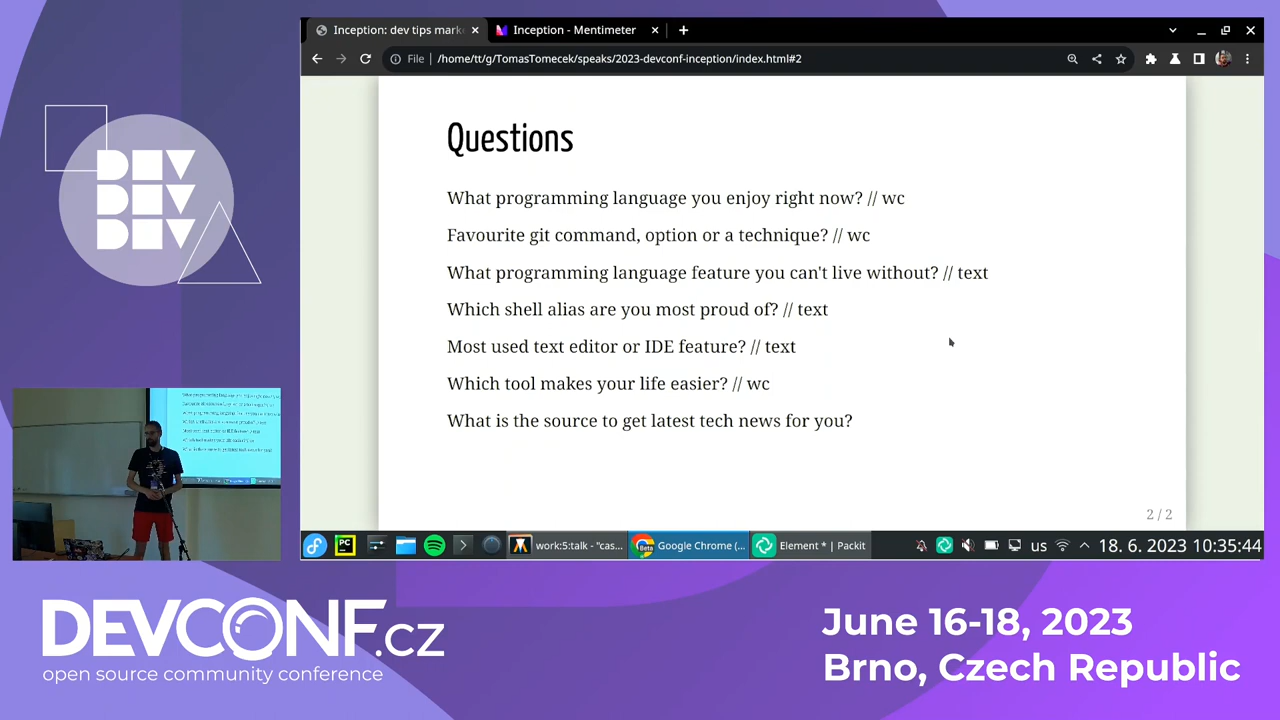 Inception: dev tips mark
Inception - Mentimeter
File
/home/tt/g/TomasTomecek/speaks/2023-devconf-inception/index.html#2
DEV
DEV
DEV
Questions
What programming language you enjoy right now? // wc
Favourite git command, option or a technique? // wc
What programming language feature you can't live without? // text
Which shell alias are you most proud of? // text
Most used text editor or IDE feature? // text
Which tool makes your life easier? // wc
What is the source to get latest tech news for you?
2 / 2
PC
work:5:talk - "cas...
Beta
Google Chrome (...
Element * | Packit
us
18. 6. 2023 10:35:44
DEVCONF.cz
open source community conference
June 16-18, 2023
Brno, Czech Republic